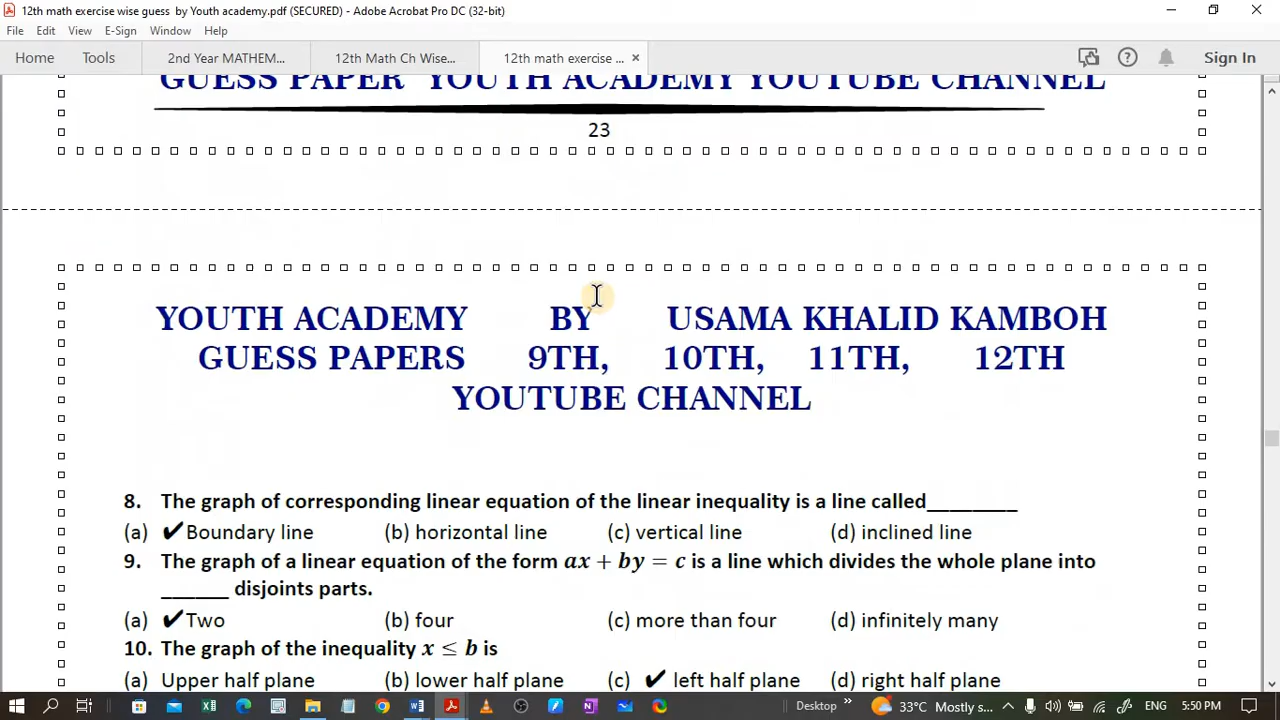 12th math exercise wise guess by Youth academy.pdf (SECURED) - Adobe Acrobat Pro DC (32-bit)
File Edit View E-Sign Window Help
Home Tools 2nd Year MATHEM... 12th Math Ch Wise... 12th math exercise ... × Sign In
GUESS PAPER YOUTH ACADEMY YOUTUBE CHANNEL
23
YOUTH ACADEMY BY USAMA KHALID KAMBOH
GUESS PAPERS 9TH, 10TH, 11TH, 12TH
YOUTUBE CHANNEL
8. The graph of corresponding linear equation of the linear inequality is a line called________
(a) ✔Boundary line (b) horizontal line (c) vertical line (d) inclined line
9. The graph of a linear equation of the form ax + by = c is a line which divides the whole plane into
______ disjoints parts.
(a) ✔Two (b) four (c) more than four (d) infinitely many
10. The graph of the inequality x ≤ b is
(a) Upper half plane (b) lower half plane (c) ✔ left half plane (d) right half plane
Desktop » 33°C Mostly s... ENG 5:50 PM